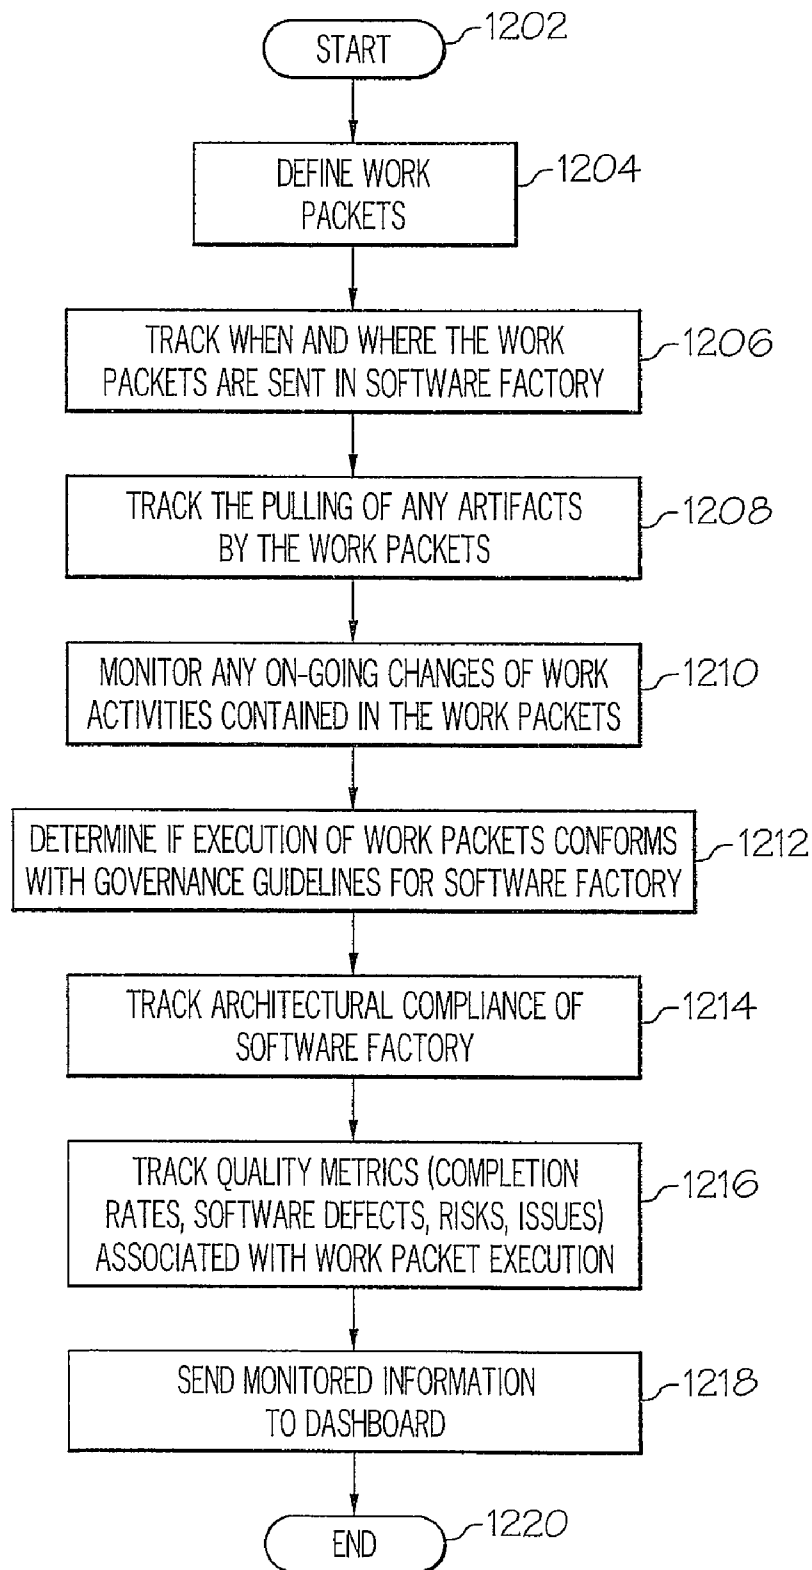 START
1202
DEFINE WORK
PACKETS
1204
TRACK WHEN AND WHERE THE WORK
PACKETS ARE SENT IN SOFTWARE FACTORY
1206
TRACK THE PULLING OF ANY ARTIFACTS
BY THE WORK PACKETS
1208
MONITOR ANY ON-GOING CHANGES OF WORK
ACTIVITIES CONTAINED IN THE WORK PACKETS
1210
DETERMINE IF EXECUTION OF WORK PACKETS CONFORMS
WITH GOVERNANCE GUIDELINES FOR SOFTWARE FACTORY
1212
TRACK ARCHITECTURAL COMPLIANCE OF
SOFTWARE FACTORY
1214
TRACK QUALITY METRICS (COMPLETION
RATES, SOFTWARE DEFECTS, RISKS, ISSUES)
ASSOCIATED WITH WORK PACKET EXECUTION
1216
SEND MONITORED INFORMATION
TO DASHBOARD
1218
END
1220